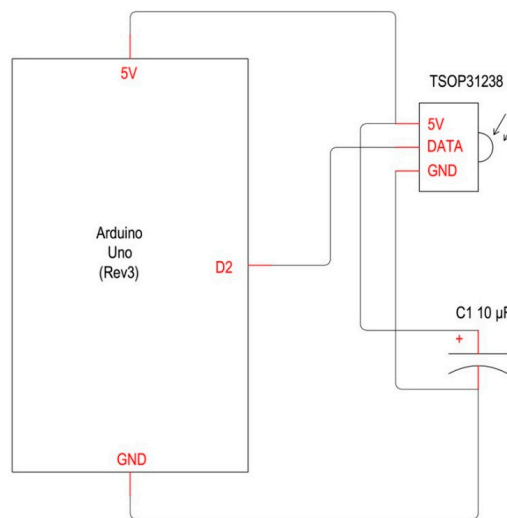 5V
TSOP31238
5V
DATA
GND
Arduino
Uno
(Rev3)
D2
C1 10 µF
+
GND